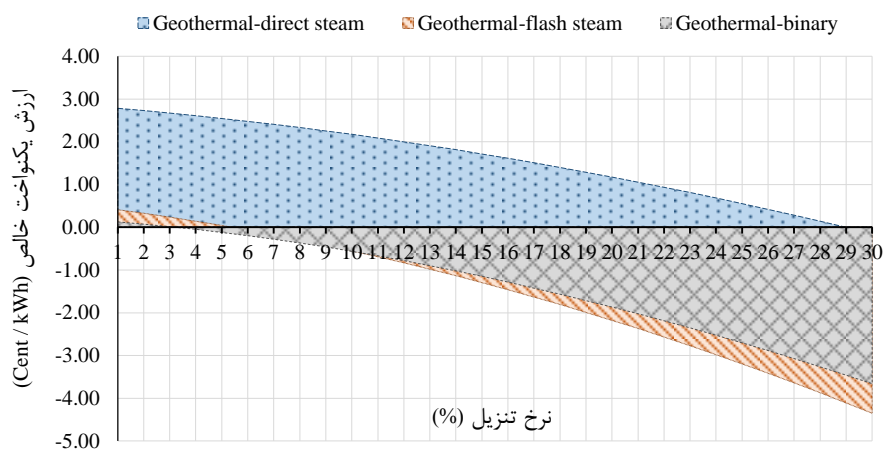 Geothermal-direct steam Geothermal-flash steam Geothermal-binary
4.00
3.00
2.00
1.00
0.00
-1.00
-2.00
-3.00
-4.00
-5.00
1 2 3 4 5 6 7 8 9 10 11 12 13 14 15 16 17 18 19 20 21 22 23 24 25 26 27 28 29 30
ارزش یکنواخت خالص
(Cent / kWh)
نرخ تنزیل (%)